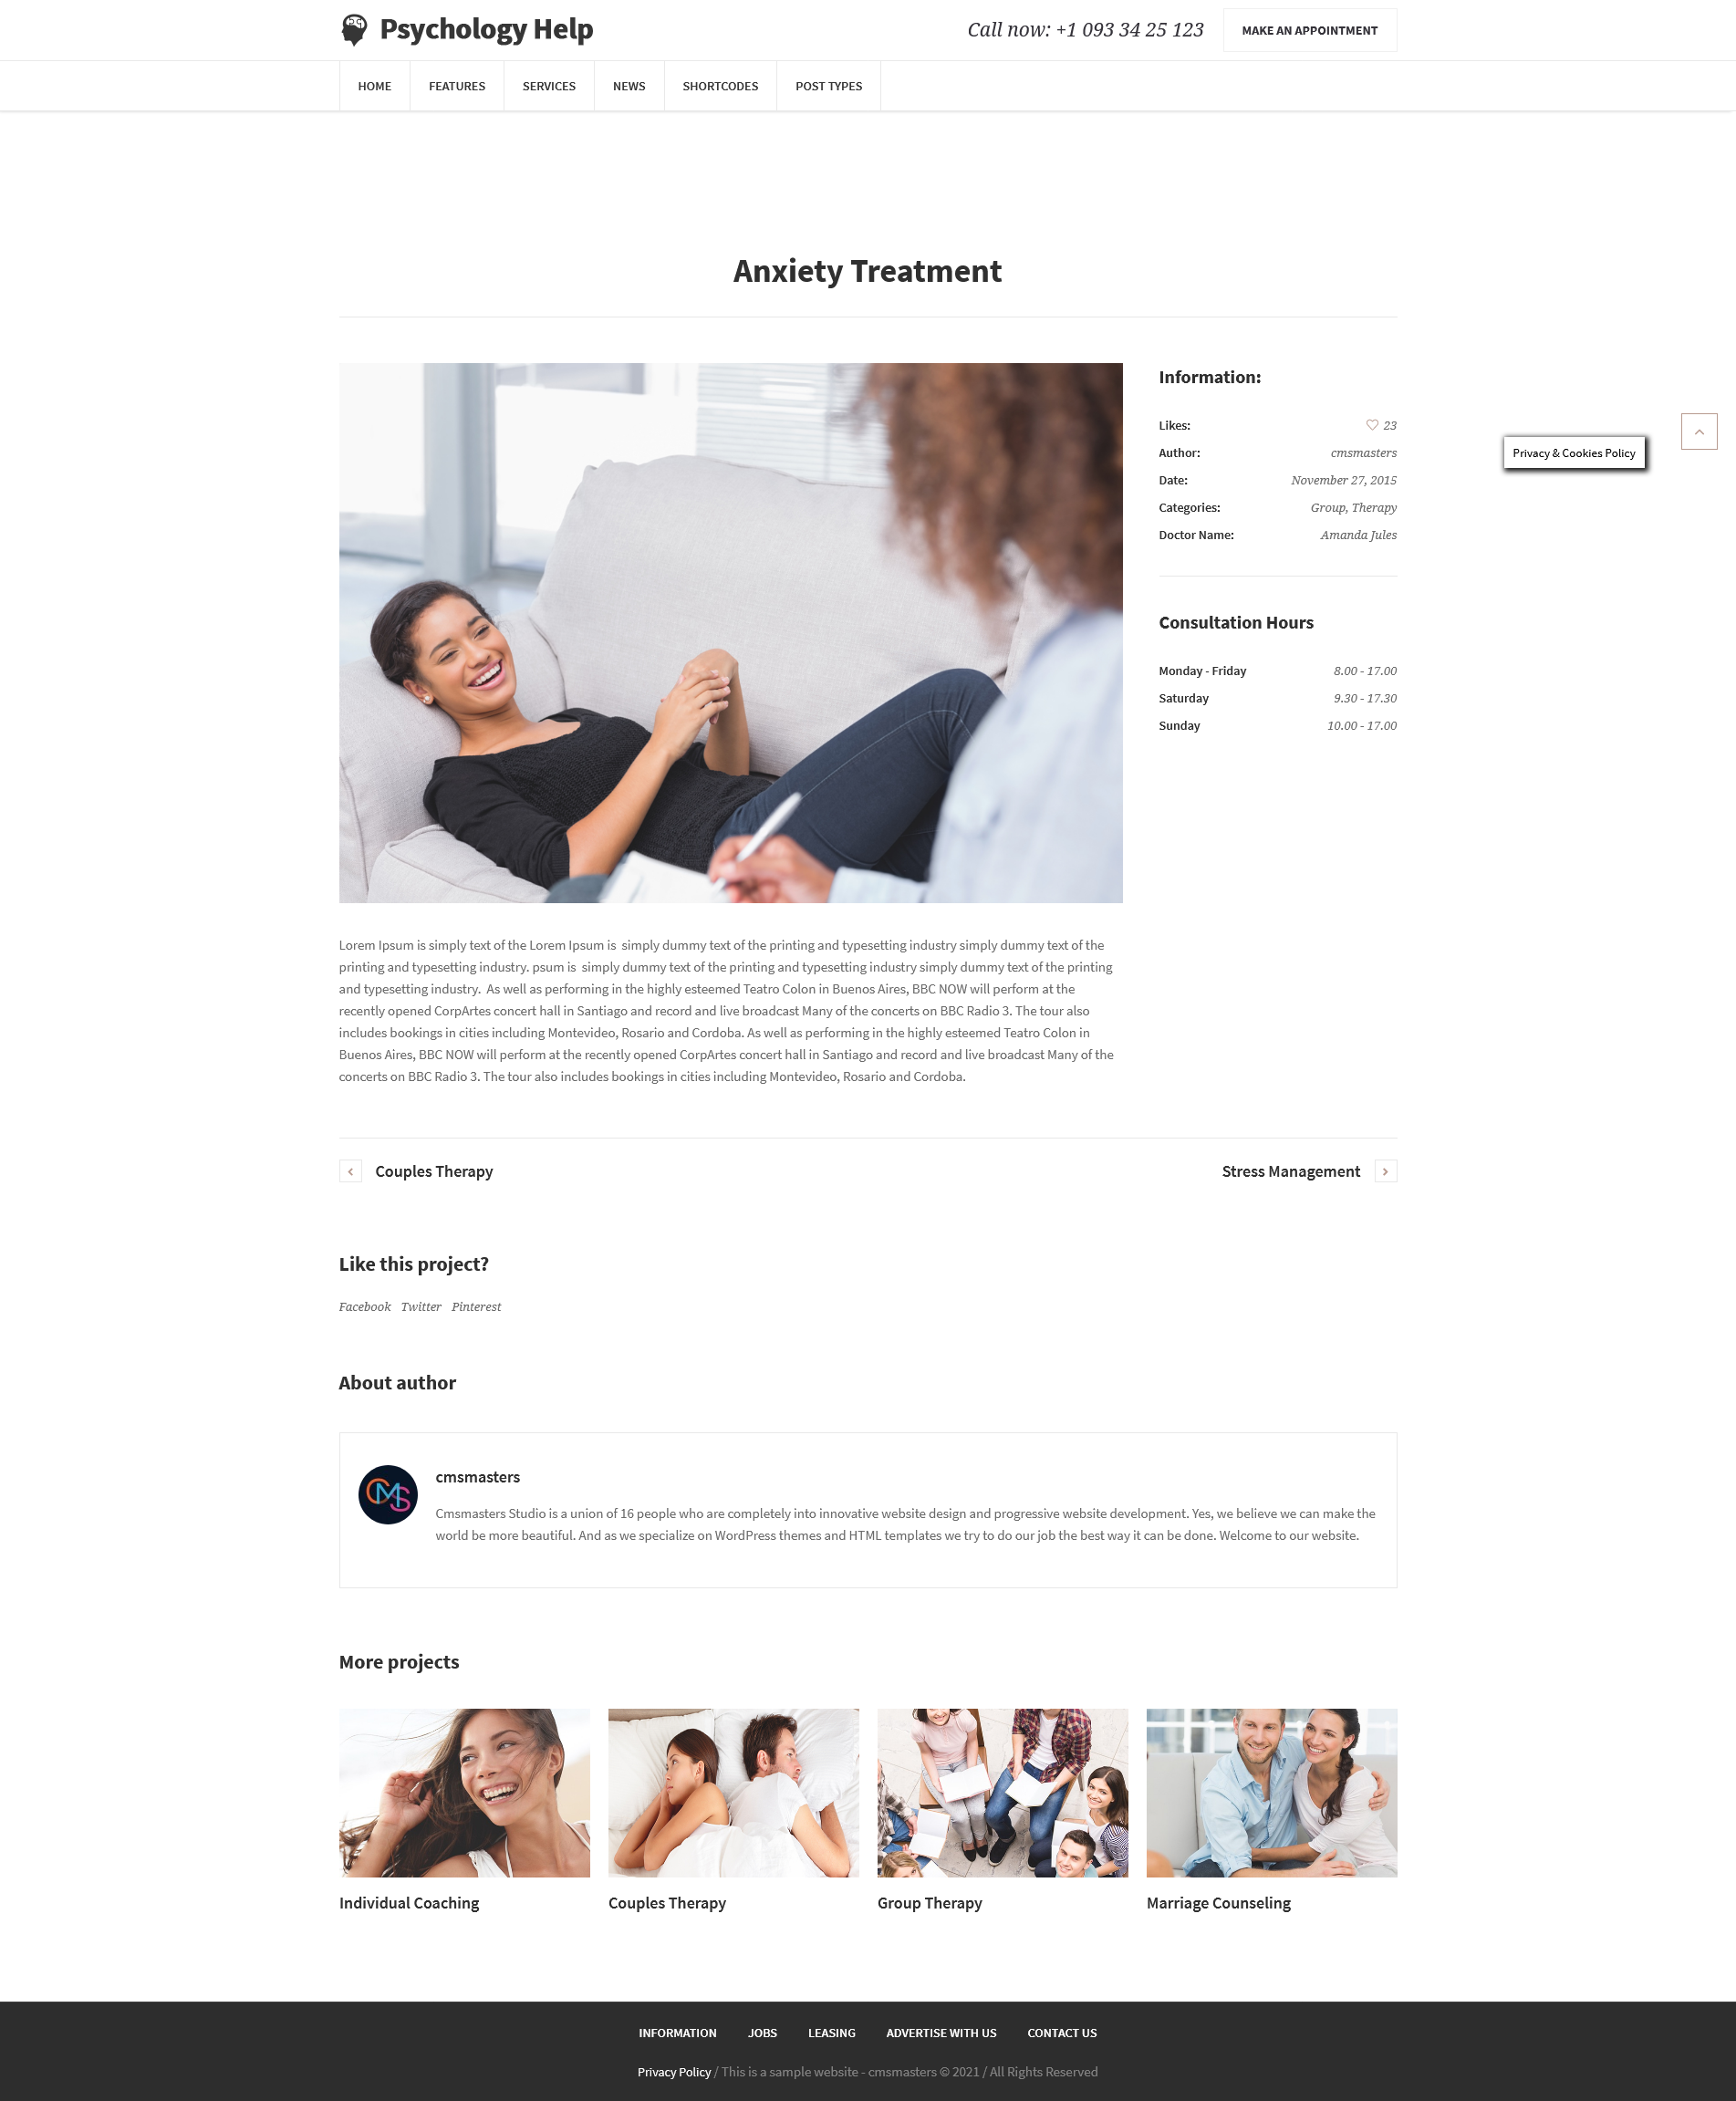 Psychology Help
Call now: +1 093 34 25 123
MAKE AN APPOINTMENT
HOME
FEATURES
SERVICES
NEWS
SHORTCODES
POST TYPES
Anxiety Treatment
Information:
Likes: 23
Author: cmsmasters
Date: November 27, 2015
Categories: Group, Therapy
Doctor Name: Amanda Jules
Privacy & Cookies Policy
Consultation Hours
Monday - Friday 8.00 - 17.00
Saturday 9.30 - 17.30
Sunday 10.00 - 17.00
Lorem Ipsum is simply text of the Lorem Ipsum is  simply dummy text of the printing and typesetting industry simply dummy text of the
printing and typesetting industry. psum is  simply dummy text of the printing and typesetting industry simply dummy text of the printing
and typesetting industry.  As well as performing in the highly esteemed Teatro Colon in Buenos Aires, BBC NOW will perform at the
recently opened CorpArtes concert hall in Santiago and record and live broadcast Many of the concerts on BBC Radio 3. The tour also
includes bookings in cities including Montevideo, Rosario and Cordoba. As well as performing in the highly esteemed Teatro Colon in
Buenos Aires, BBC NOW will perform at the recently opened CorpArtes concert hall in Santiago and record and live broadcast Many of the
concerts on BBC Radio 3. The tour also includes bookings in cities including Montevideo, Rosario and Cordoba.
Couples Therapy
Stress Management
Like this project?
Facebook Twitter Pinterest
About author
CMS
cmsmasters
Cmsmasters Studio is a union of 16 people who are completely into innovative website design and progressive website development. Yes, we believe we can make the
world be more beautiful. And as we specialize on WordPress themes and HTML templates we try to do our job the best way it can be done. Welcome to our website.
More projects
Individual Coaching
Couples Therapy
Group Therapy
Marriage Counseling
INFORMATION
JOBS
LEASING
ADVERTISE WITH US
CONTACT US
Privacy Policy / This is a sample website - cmsmasters © 2021 / All Rights Reserved